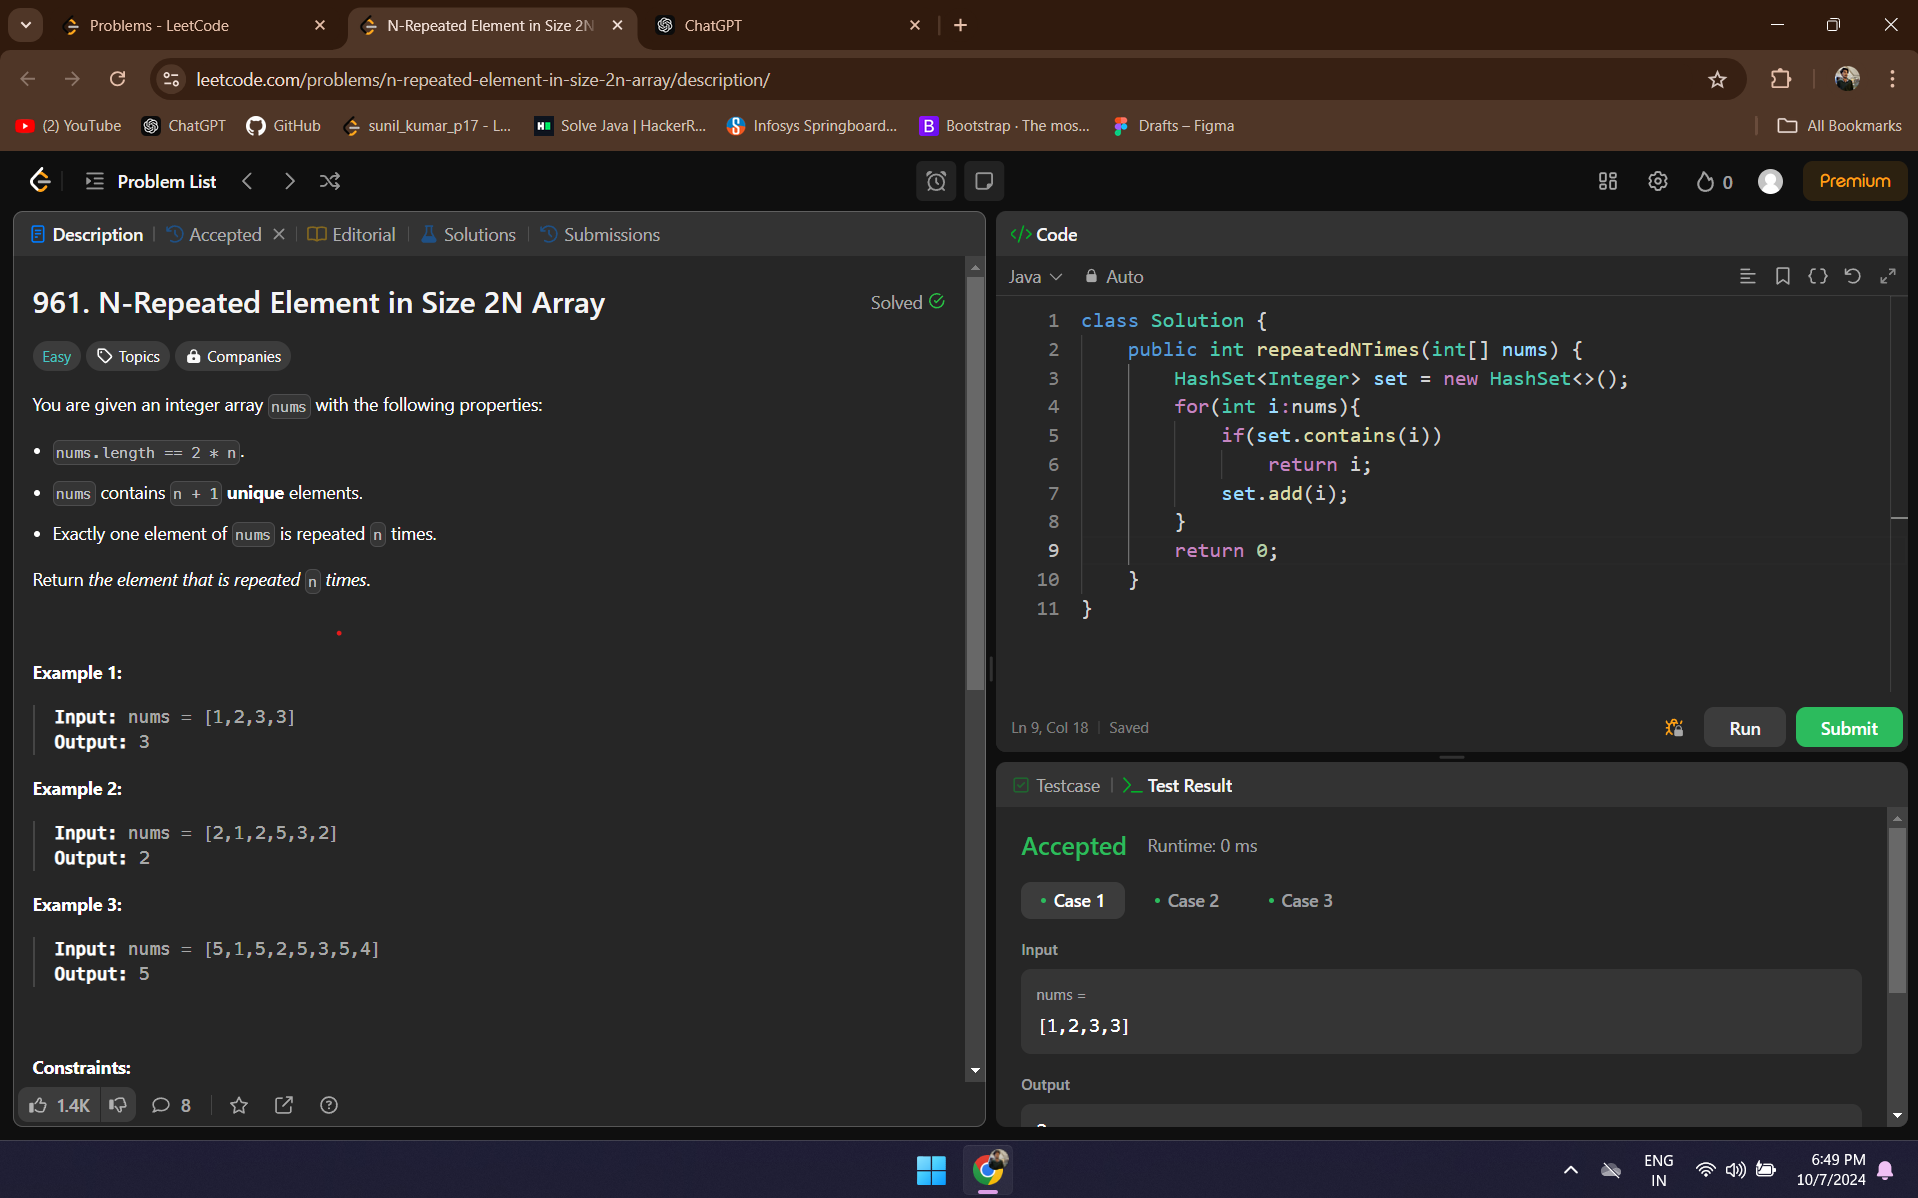 Problems - LeetCode
N-Repeated Element in Size 2N
ChatGPT
leetcode.com/problems/n-repeated-element-in-size-2n-array/description/
(2) YouTube
ChatGPT
GitHub
sunil_kumar_p17 - L...
Solve Java | HackerR...
Infosys Springboard...
Bootstrap · The mos...
Drafts – Figma
All Bookmarks
Problem List
0
Premium
Description
Accepted
Editorial
Solutions
Submissions
961. N-Repeated Element in Size 2N Array
Solved
Easy
Topics
Companies
You are given an integer array nums with the following properties:
• nums.length == 2 * n.
• nums contains n + 1 unique elements.
• Exactly one element of nums is repeated n times.
Return the element that is repeated n times.
Example 1:
Input: nums = [1,2,3,3]
Output: 3
Example 2:
Input: nums = [2,1,2,5,3,2]
Output: 2
Example 3:
Input: nums = [5,1,5,2,5,3,5,4]
Output: 5
Constraints:
1.4K
8
</> Code
Java
Auto
1 class Solution {
2 public int repeatedNTimes(int[] nums) {
3 HashSet<Integer> set = new HashSet<>();
4 for(int i:nums){
5 if(set.contains(i))
6 return i;
7 set.add(i);
8 }
9 return 0;
10 }
11 }
Ln 9, Col 18 | Saved
Run
Submit
Testcase
>_ Test Result
Accepted
Runtime: 0 ms
• Case 1
• Case 2
• Case 3
Input
nums =
[1,2,3,3]
Output
ENG
IN
6:49 PM
10/7/2024